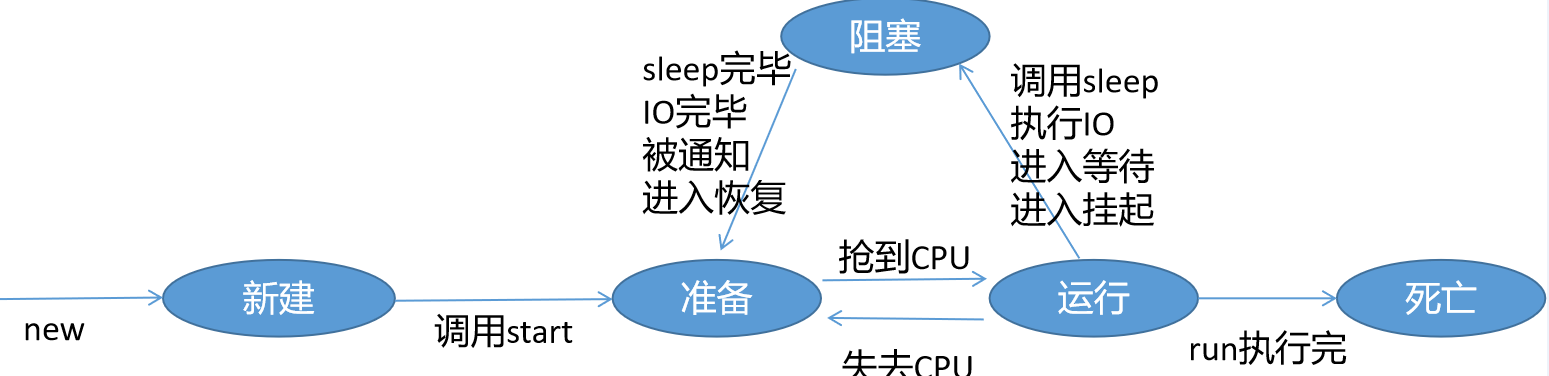 阻塞
sleep完毕
IO完毕
被通知
进入恢复
调用sleep
执行IO
进入等待
进入挂起
抢到CPU
新建
准备
运行
死亡
new
调用start
失去CPU
run执行完